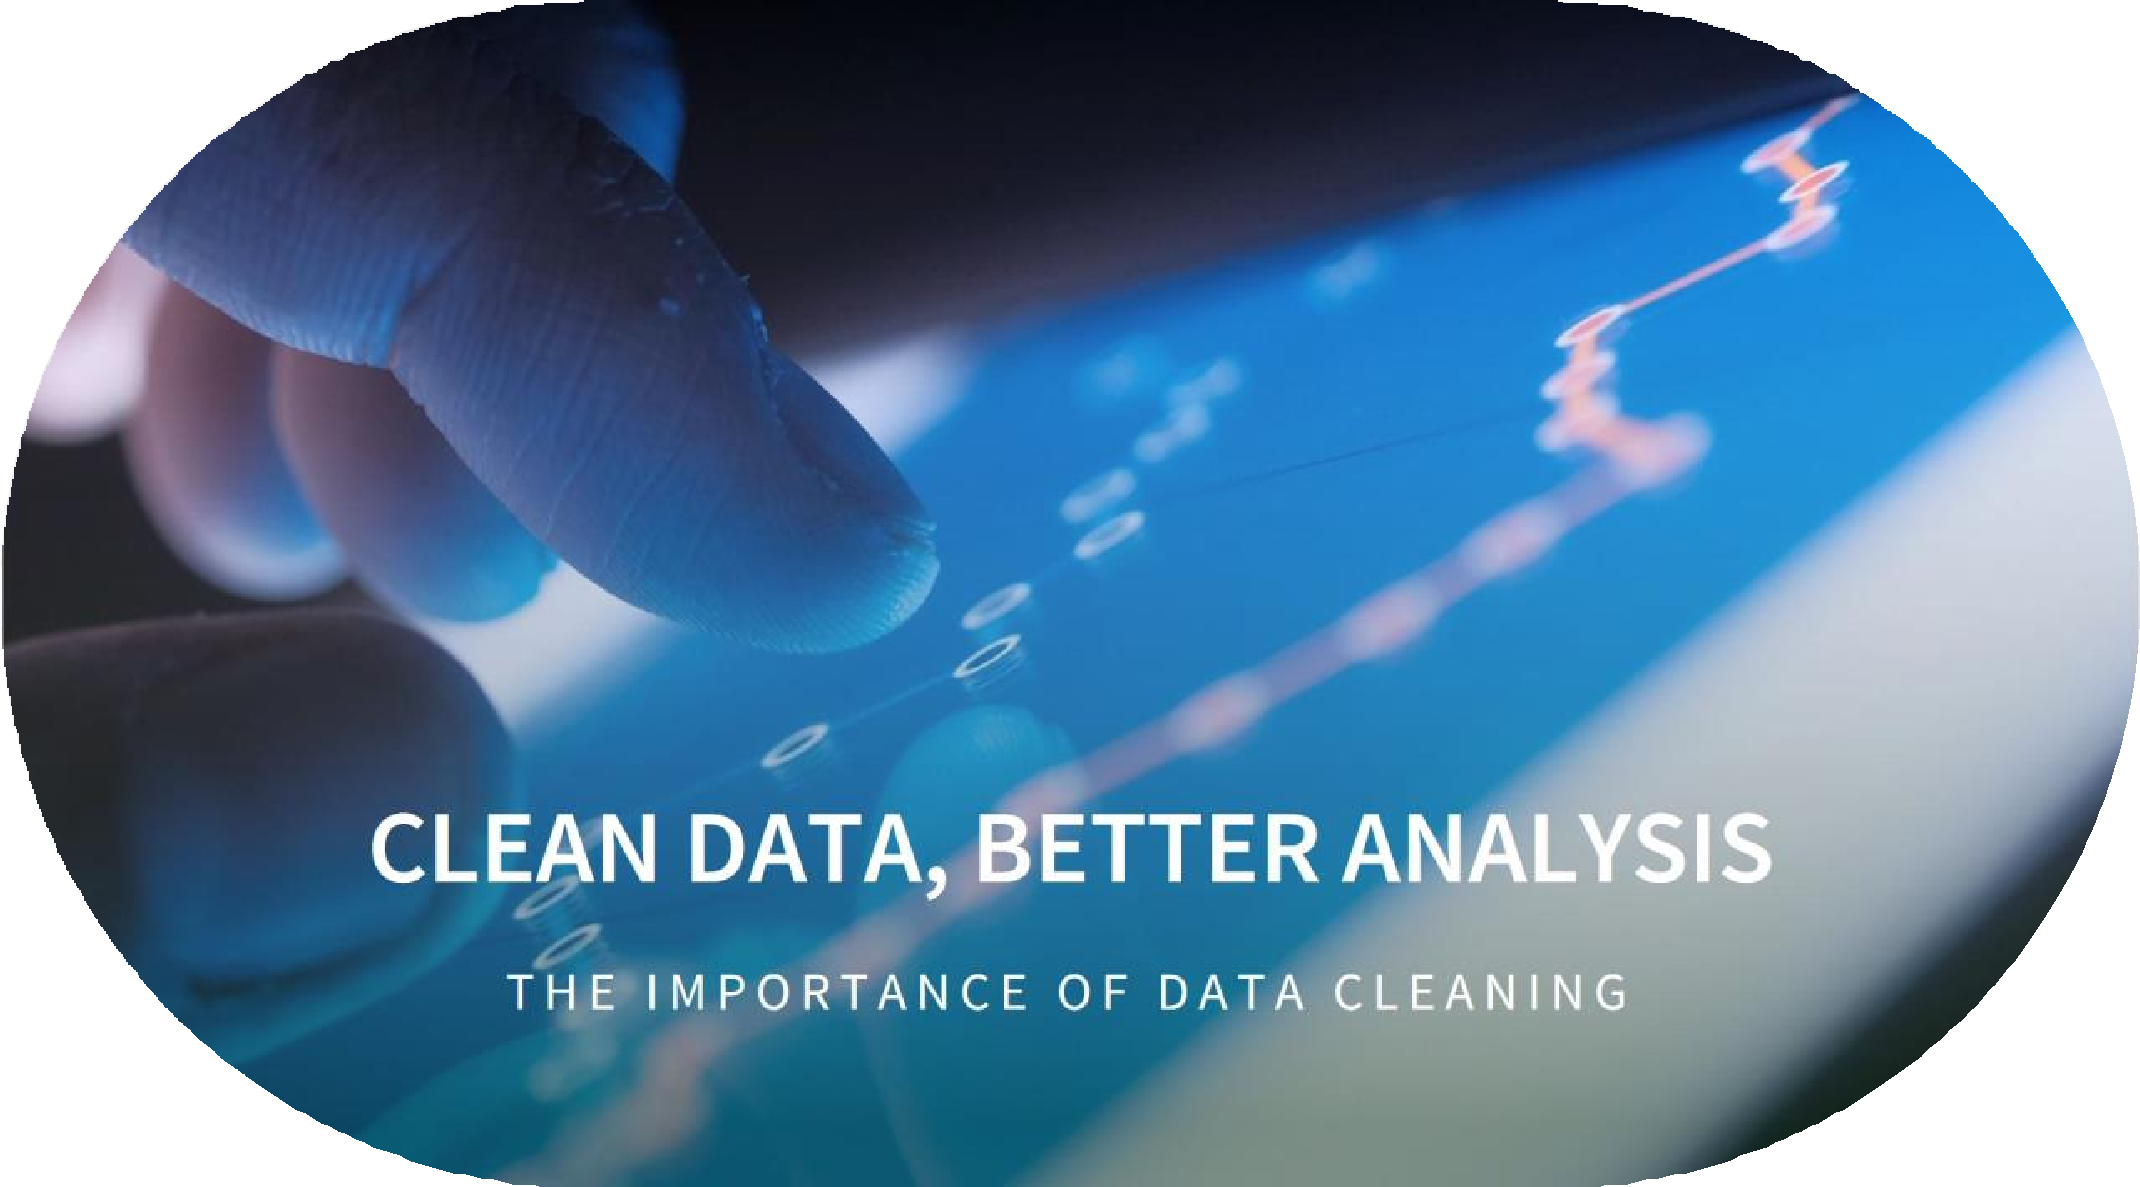 CLEAN DATA, BETTER ANALYSIS
THE IMPORTANCE OF DATA CLEANING